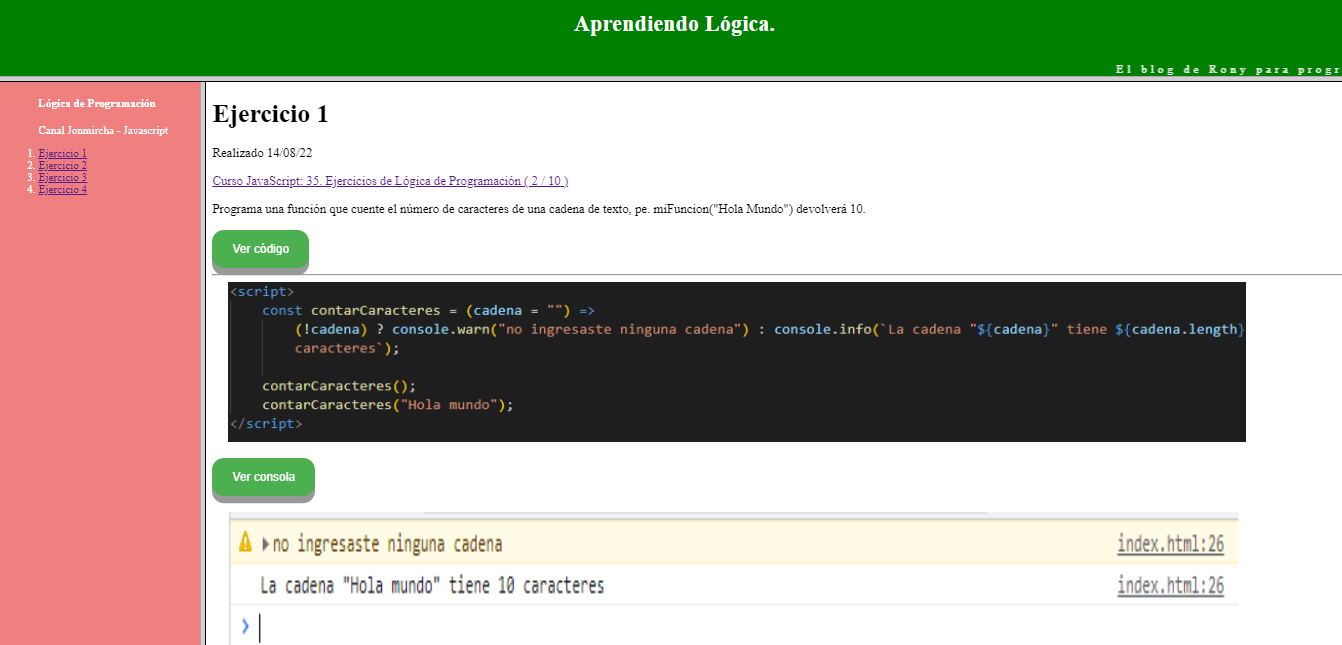 Aprendiendo Lógica.
El blog de Rony para progr
Lógica de Programación
Canal Jonmircha - Javascript
1. Ejercicio 1
2. Ejercicio 2
3. Ejercicio 3
4. Ejercicio 4
Ejercicio 1
Realizado 14/08/22
Curso JavaScript: 35. Ejercicios de Lógica de Programación ( 2 / 10 )
Programa una función que cuente el número de caracteres de una cadena de texto, pe. miFuncion("Hola Mundo") devolverá 10.
Ver código
<script>
const contarCaracteres = (cadena = "") =>
(!cadena) ? console.warn("no ingresaste ninguna cadena") : console.info(`La cadena "${cadena}" tiene ${cadena.length}
caracteres`);
contarCaracteres();
contarCaracteres("Hola mundo");
</script>
Ver consola
no ingresaste ninguna cadena index.html:26
La cadena "Hola mundo" tiene 10 caracteres index.html:26